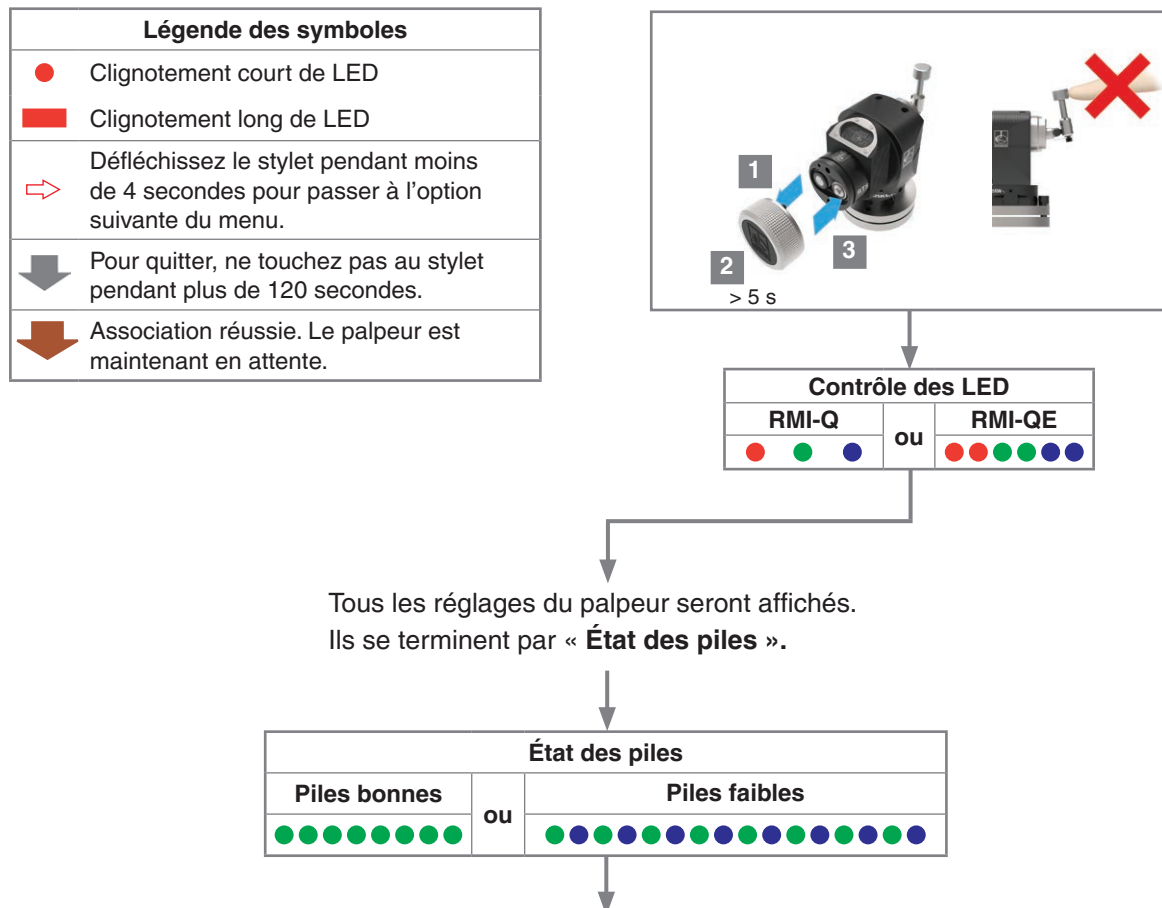 Légende des symboles
Clignotement court de LED
Clignotement long de LED
Défléchissez le stylet pendant moins
de 4 secondes pour passer à l'option
suivante du menu.
Pour quitter, ne touchez pas au stylet
pendant plus de 120 secondes.
Association réussie. Le palpeur est
maintenant en attente.
1
2
3
> 5 s
Contrôle des LED
RMI-Q
ou
RMI-QE
Tous les réglages du palpeur seront affichés.
Ils se terminent par « État des piles ».
État des piles
Piles bonnes
ou
Piles faibles